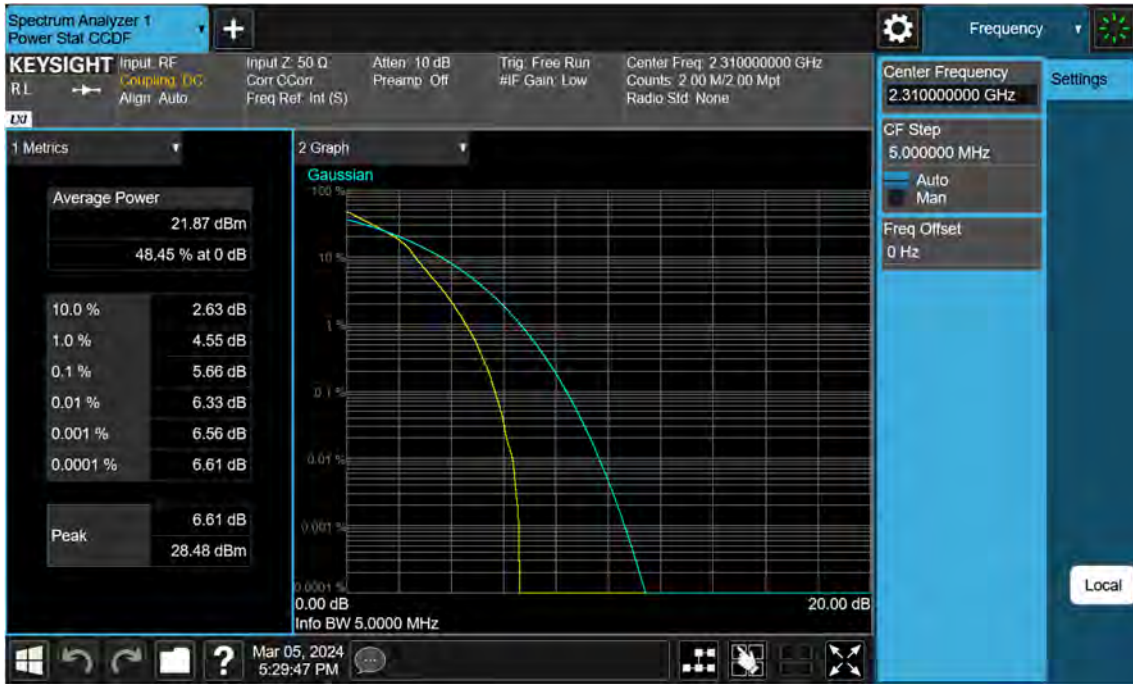 Spectrum Analyzer 1
Power Stat CCDF
+
Frequency
KEYSIGHT
R L
LXI
Input: RF
Coupling: DC
Align: Auto
Input Z: 50 Ω
Corr CCorr
Freq Ref: Int (S)
Atten: 10 dB
Preamp: Off
Trig: Free Run
#IF Gain: Low
Center Freq: 2.310000000 GHz
Counts: 2.00 M/2.00 Mpt
Radio Std: None
Center Frequency
2.310000000 GHz
Settings
CF Step
5.000000 MHz
Auto
Man
Freq Offset
0 Hz
1 Metrics
Average Power
21.87 dBm
48.45 % at 0 dB
10.0 % 2.63 dB
1.0 % 4.55 dB
0.1 % 5.66 dB
0.01 % 6.33 dB
0.001 % 6.56 dB
0.0001 % 6.61 dB
Peak
6.61 dB
28.48 dBm
2 Graph
Gaussian
100 %
10 %
1 %
0.1 %
0.01 %
0.001 %
0.0001 %
0.00 dB 20.00 dB
Info BW 5.0000 MHz
Local
?
Mar 05, 2024
5:29:47 PM